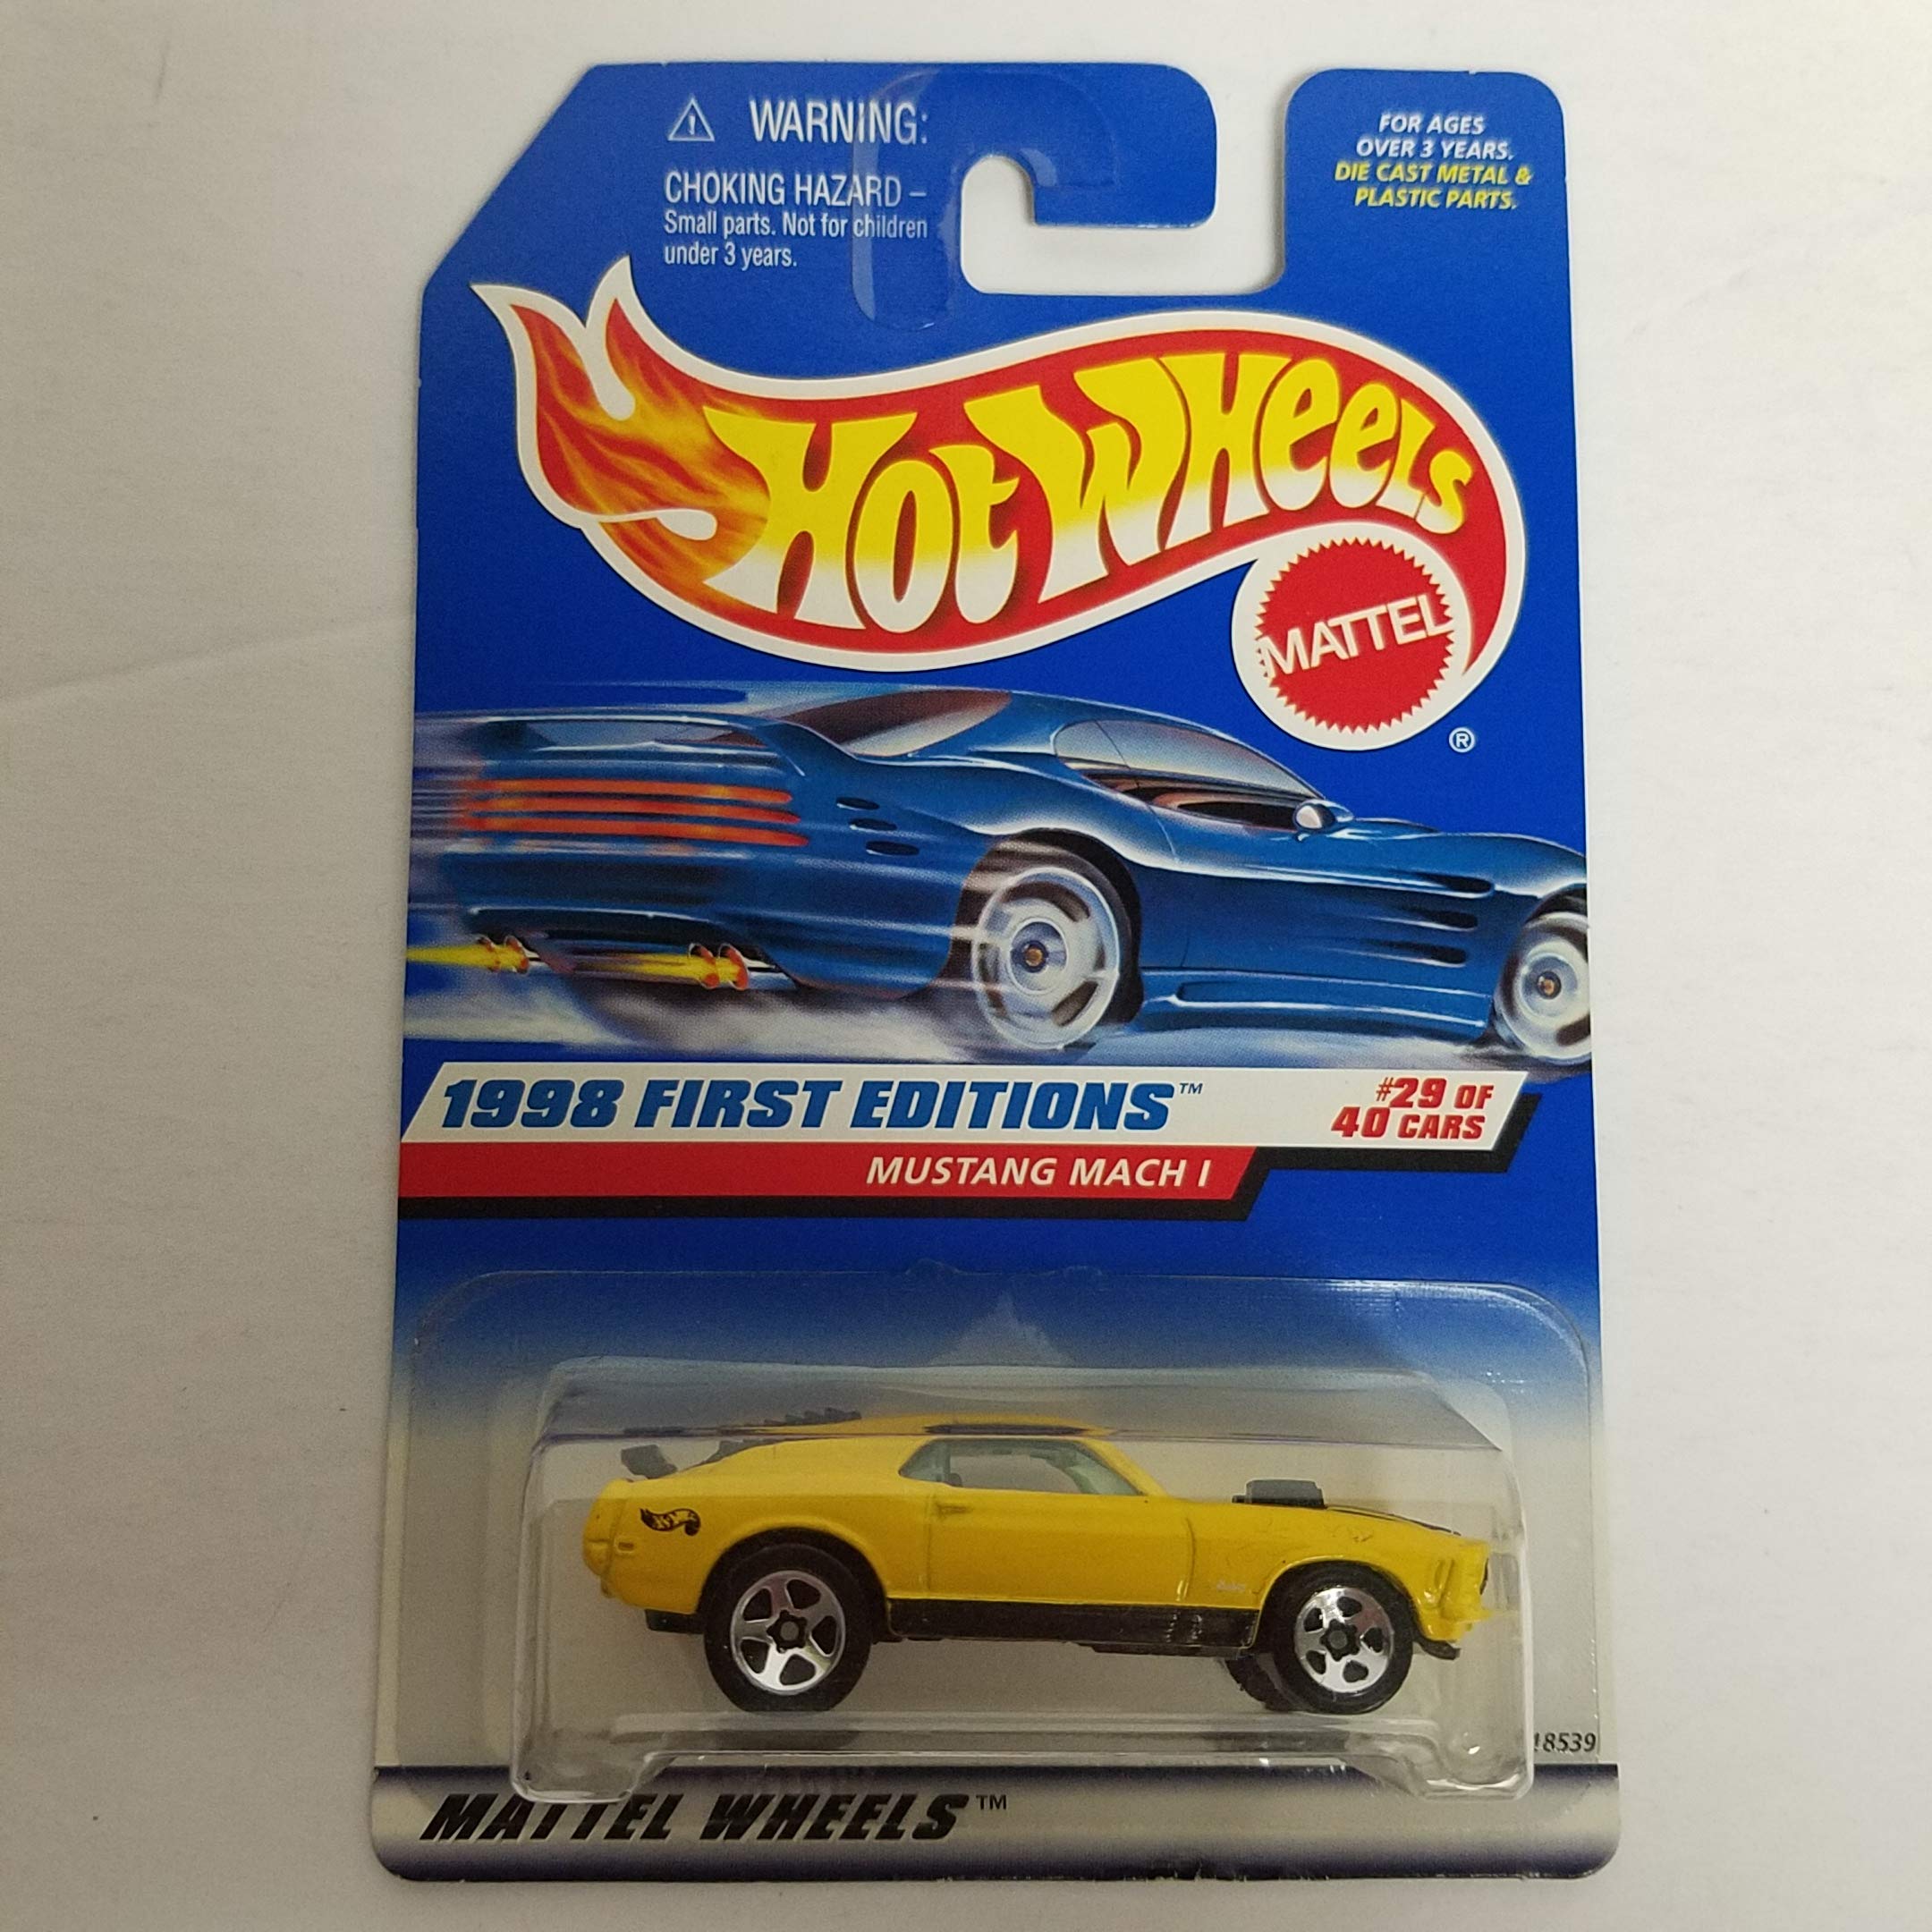 WARNING:
CHOKING HAZARD –
Small parts. Not for children
under 3 years.
FOR AGES
OVER 3 YEARS.
DIE CAST METAL &
PLASTIC PARTS.
HOT WHEELS
MATTEL
®
1998 FIRST EDITIONS™
#29 OF
40 CARS
MUSTANG MACH I
18539
MATTEL WHEELS™